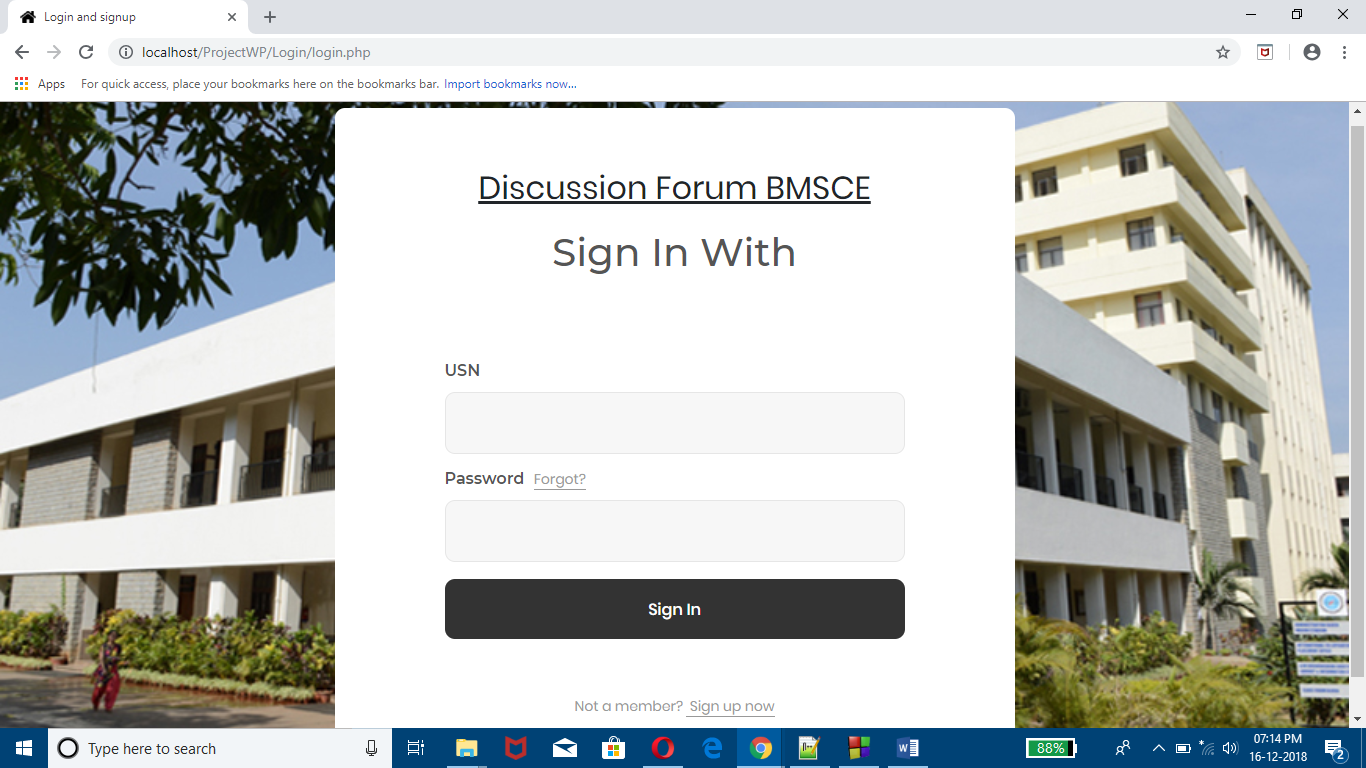 Login and signup
localhost/ProjectWP/Login/login.php
Apps For quick access, place your bookmarks here on the bookmarks bar. Import bookmarks now...
Discussion Forum BMSCE
Sign In With
USN
Password Forgot?
Sign In
Not a member? Sign up now
Type here to search
88%
07:14 PM
16-12-2018
2